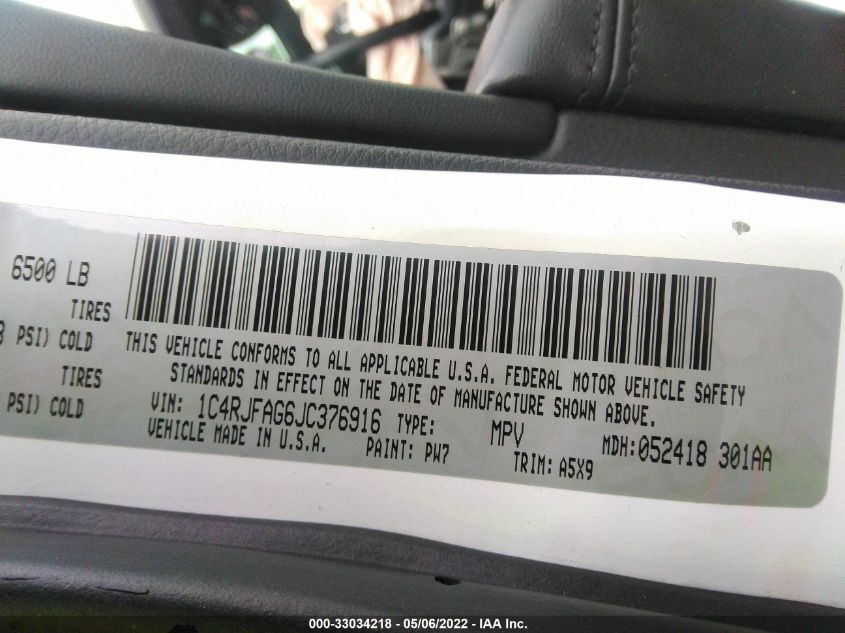 6500 LB
TIRES
PSI) COLD
TIRES
PSI) COLD
THIS VEHICLE CONFORMS TO ALL APPLICABLE U.S.A. FEDERAL MOTOR VEHICLE SAFETY
STANDARDS IN EFFECT ON THE DATE OF MANUFACTURE SHOWN ABOVE.
VIN: 1C4RJFAG6JC376916 TYPE: MPV MDH:052418 301AA
VEHICLE MADE IN U.S.A. PAINT: PW7 TRIM: A5X9
000-33034218 - 05/06/2022 - IAA Inc.